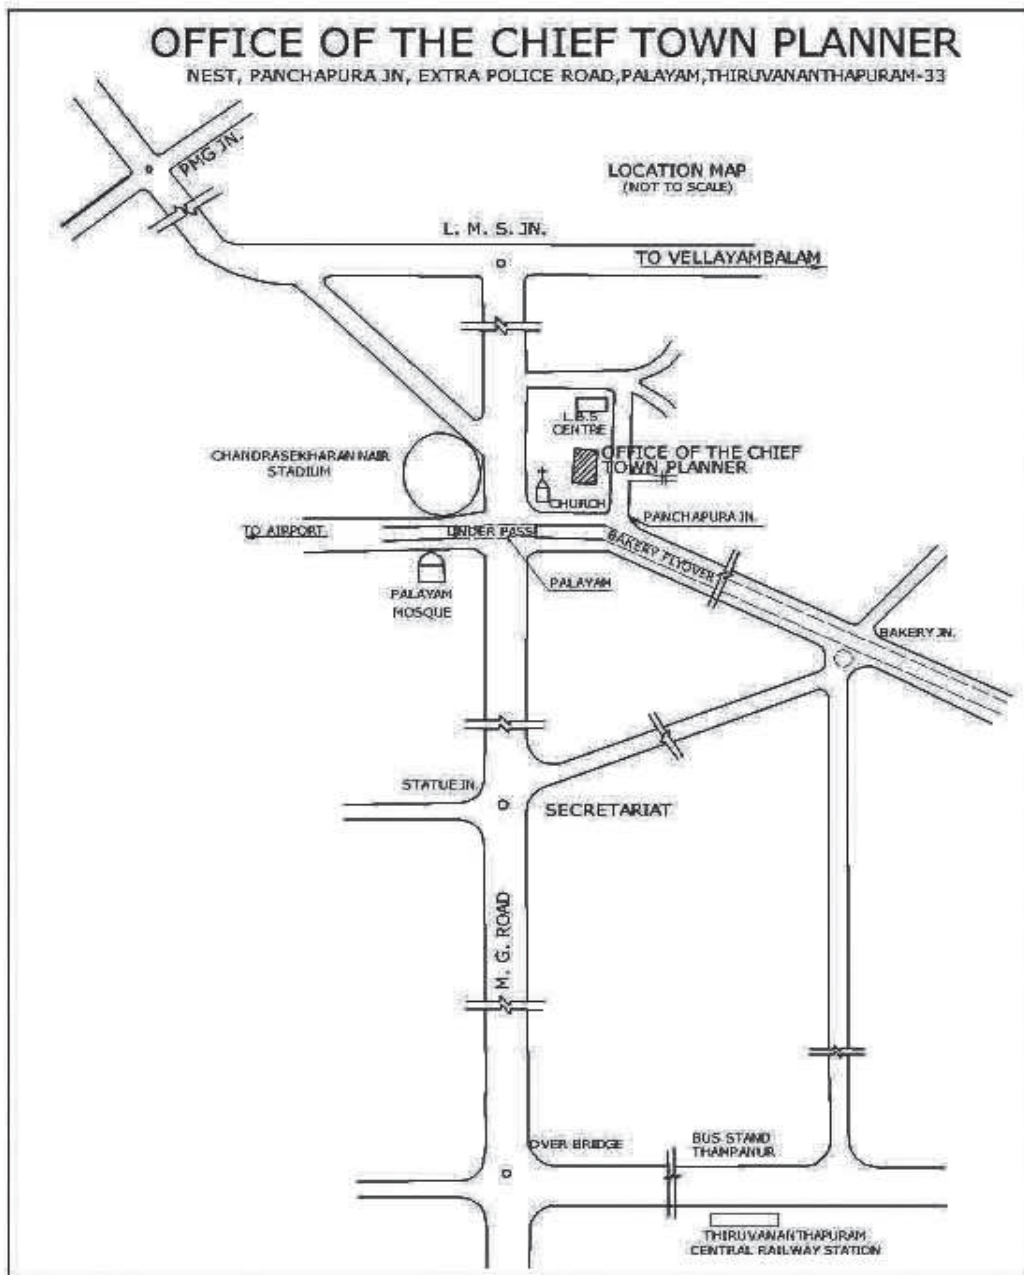 OFFICE OF THE CHIEF TOWN PLANNER
NEST, PANCHAPURA JN, EXTRA POLICE ROAD,PALAYAM,THIRUVANANTHAPURAM-33
PMG JN.
LOCATION MAP
(NOT TO SCALE)
L. M. S. JN.
TO VELLAYAMBALAM
L.B.S
CENTRE
CHANDRASEKHARAN NAIR
STADIUM
OFFICE OF THE CHIEF
TOWN PLANNER
CHURCH
PANCHAPURA JN.
TO AIRPORT
UNDER PASS
BAKERY FLYOVER
PALAYAM
PALAYAM
MOSQUE
BAKERY JN.
STATUE JN.
SECRETARIAT
M. G. ROAD
OVER BRIDGE
BUS STAND
THAMPANUR
THIRUVANANTHAPURAM
CENTRAL RAILWAY STATION